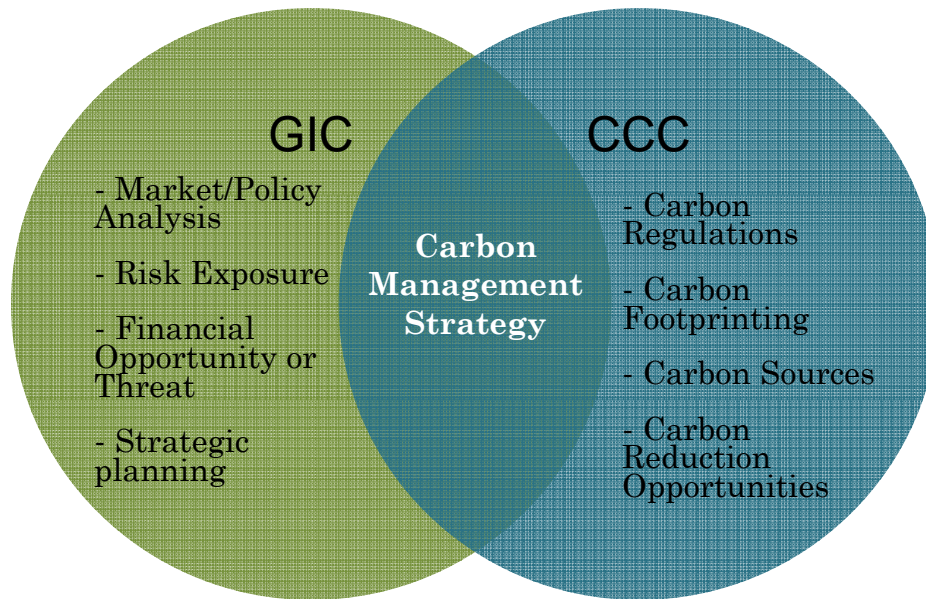 GIC
- Market/Policy
Analysis
- Risk Exposure
- Financial
Opportunity or
Threat
- Strategic
planning
Carbon
Management
Strategy
CCC
- Carbon
Regulations
- Carbon
Footprinting
- Carbon Sources
- Carbon
Reduction
Opportunities